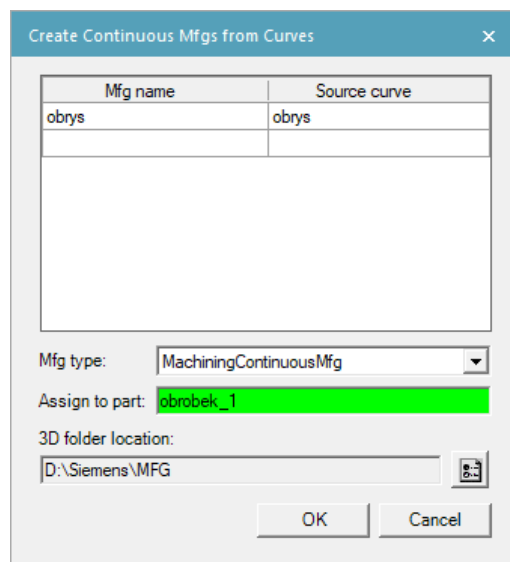 Create Continuous Mfgs from Curves
Mfg name Source curve
obrys obrys
Mfg type: MachiningContinuousMfg
Assign to part: obrobek_1
3D folder location:
D:\Siemens\MFG
OK Cancel